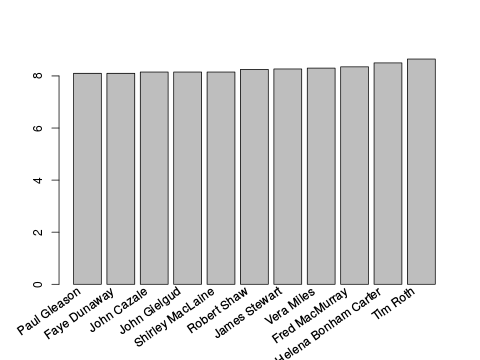 8
6
4
2
0
Paul Gleason
Faye Dunaway
John Cazale
John Gielgud
Shirley MacLaine
Robert Shaw
James Stewart
Vera Miles
Fred MacMurray
Helena Bonham Carter
Tim Roth